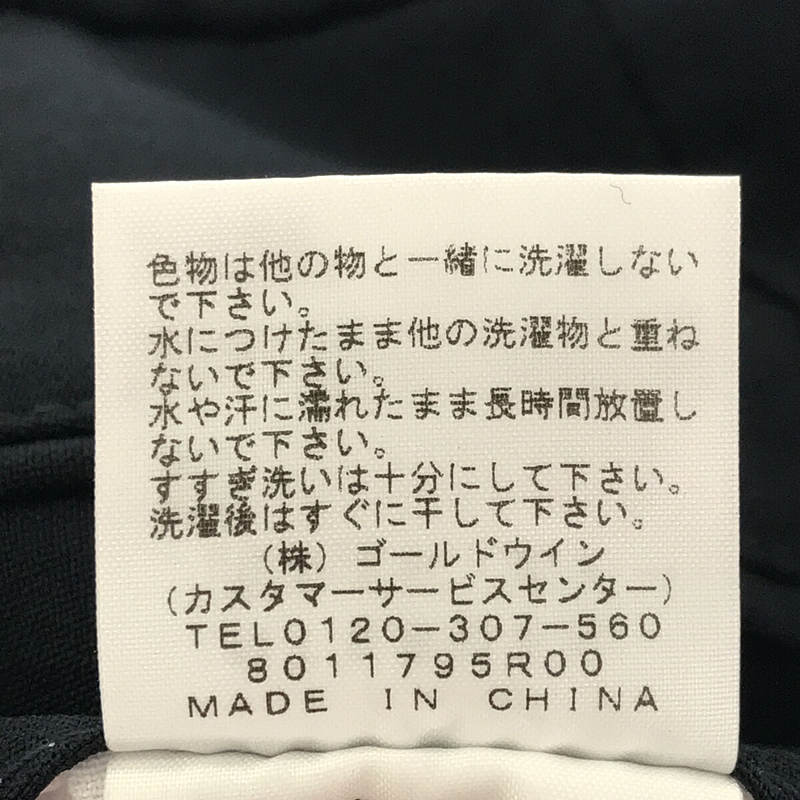 色物は他の物と一緒に洗濯しない
で下さい。
水につけたまま他の洗濯物と重ね
ないで下さい。
水や汗に濡れたまま長時間放置し
ないで下さい。
すすぎ洗いは十分にして下さい。
洗濯後はすぐに干して下さい。
(株)ゴールドウイン
(カスタマーサービスセンター)
TEL0120-307-560
8011795R00
MADE IN CHINA